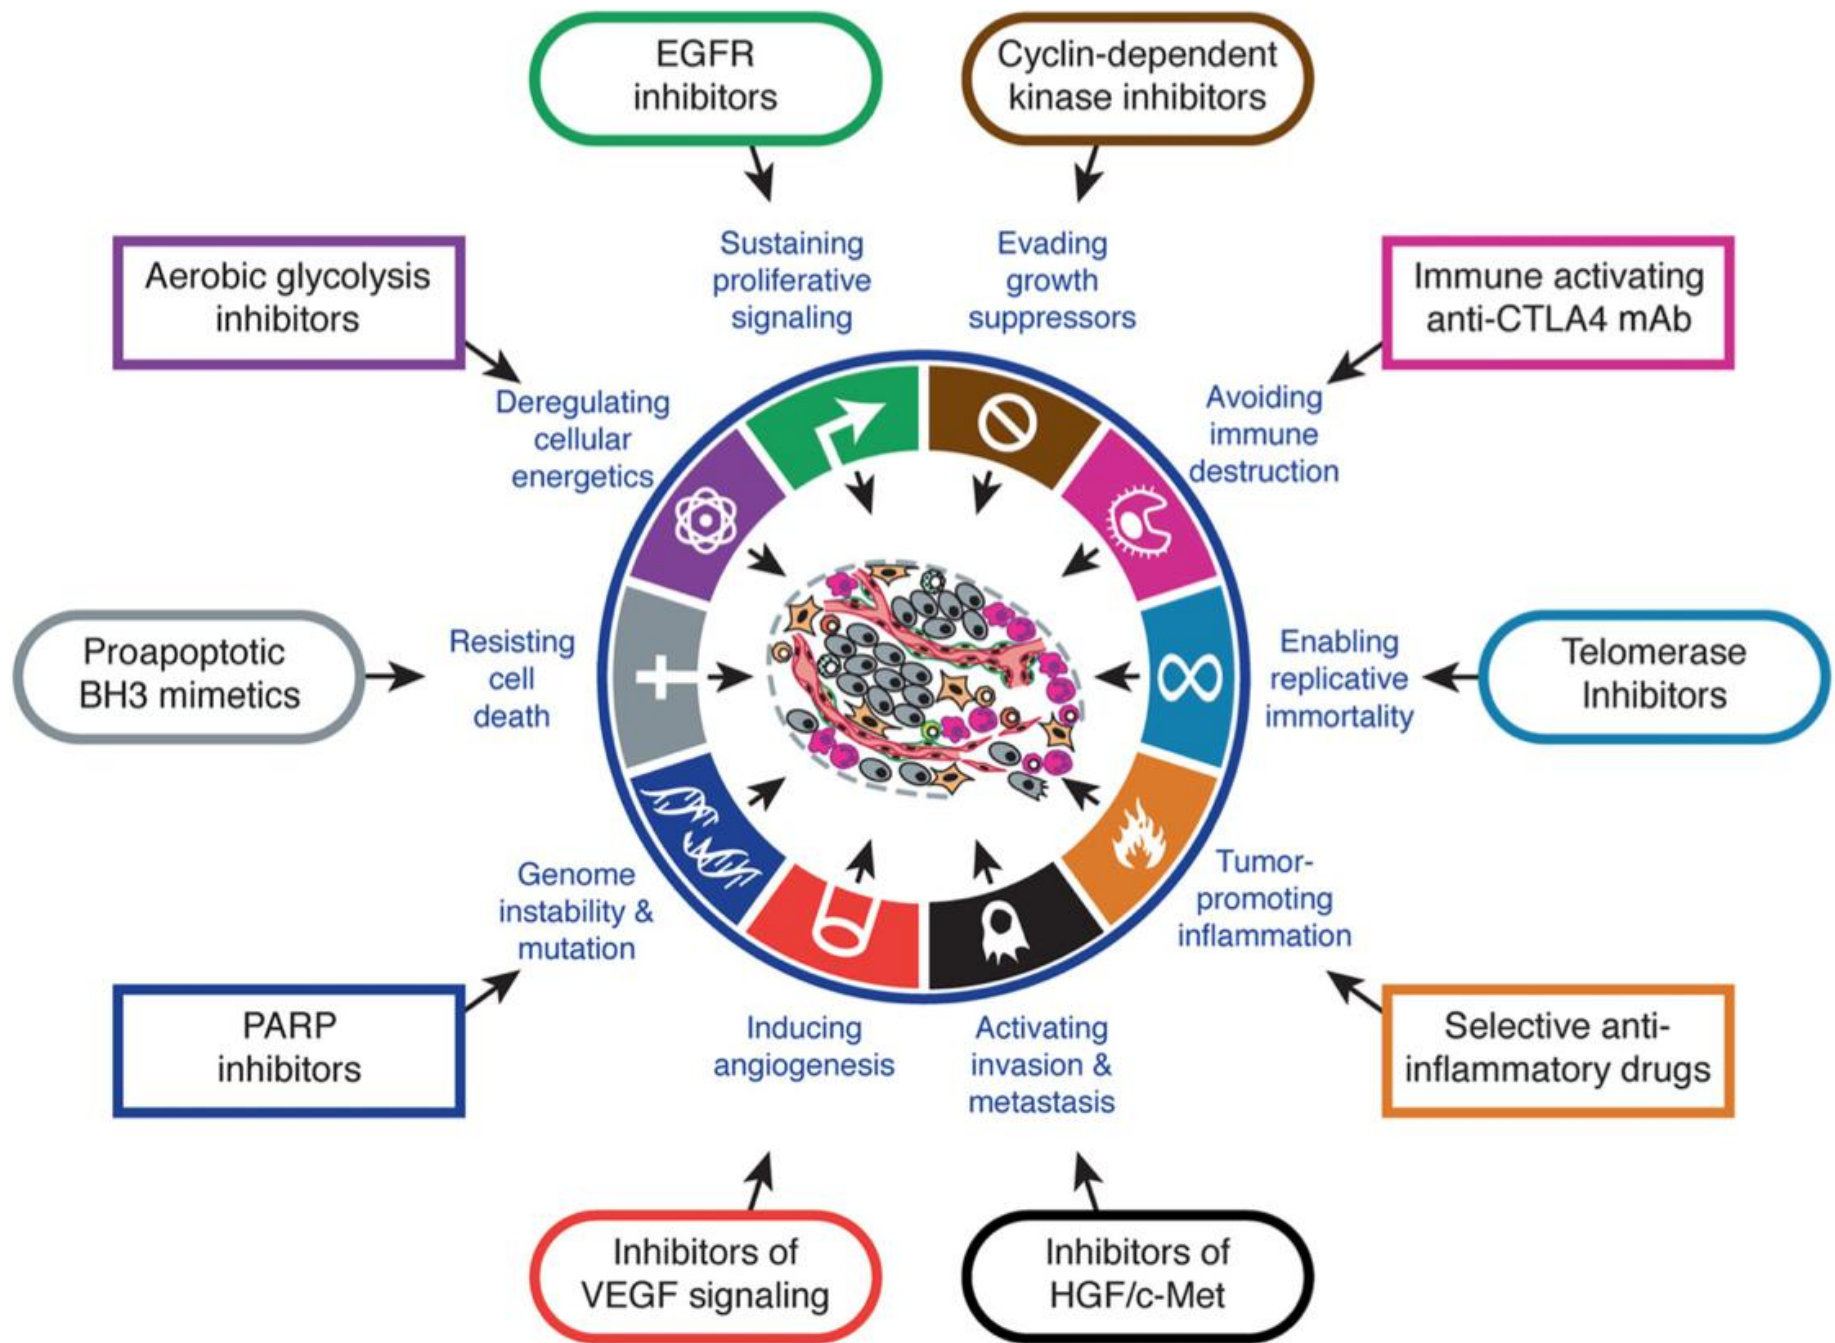 EGFR
inhibitors
Cyclin-dependent
kinase inhibitors
Aerobic glycolysis
inhibitors
Sustaining
proliferative
signaling
Evading
growth
suppressors
Immune activating
anti-CTLA4 mAb
Deregulating
cellular
energetics
Avoiding
immune
destruction
Proapoptotic
BH3 mimetics
Resisting
cell
death
Enabling
replicative
immortality
Telomerase
Inhibitors
Genome
instability &
mutation
Tumor-
promoting
inflammation
PARP
inhibitors
Inducing
angiogenesis
Activating
invasion &
metastasis
Selective anti-
inflammatory drugs
Inhibitors of
VEGF signaling
Inhibitors of
HGF/c-Met